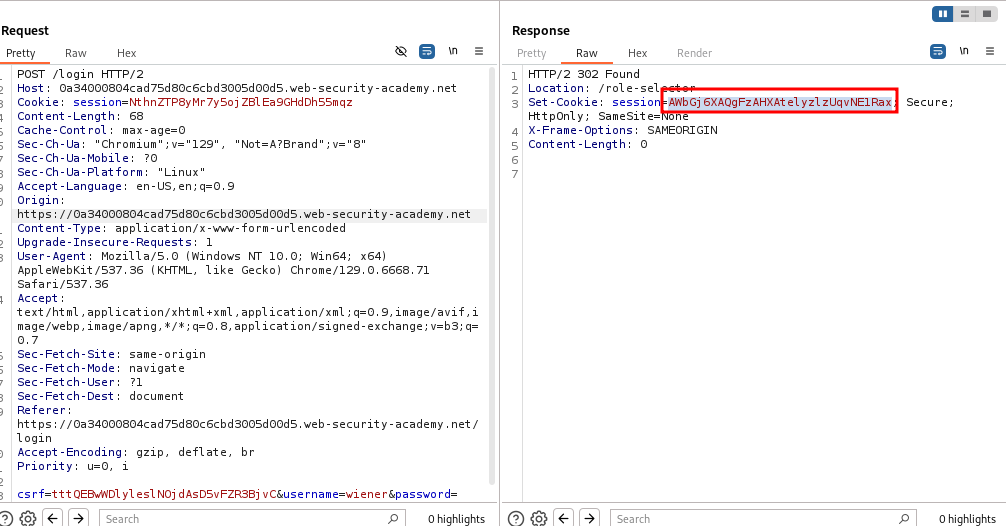 Request
Pretty Raw Hex \n
POST /login HTTP/2
Host: 0a34000804cad75d80c6cbd3005d00d5.web-security-academy.net
Cookie: session=NthnZTP8yMr7y5ojZBlEa9GHdDh55mqz
Content-Length: 68
Cache-Control: max-age=0
Sec-Ch-Ua: "Chromium";v="129", "Not=A?Brand";v="8"
Sec-Ch-Ua-Mobile: ?0
Sec-Ch-Ua-Platform: "Linux"
Accept-Language: en-US,en;q=0.9
Origin:
https://0a34000804cad75d80c6cbd3005d00d5.web-security-academy.net
Content-Type: application/x-www-form-urlencoded
Upgrade-Insecure-Requests: 1
User-Agent: Mozilla/5.0 (Windows NT 10.0; Win64; x64)
AppleWebKit/537.36 (KHTML, like Gecko) Chrome/129.0.6668.71
Safari/537.36
Accept:
text/html,application/xhtml+xml,application/xml;q=0.9,image/avif,i
mage/webp,image/apng,*/*;q=0.8,application/signed-exchange;v=b3;q=
0.7
Sec-Fetch-Site: same-origin
Sec-Fetch-Mode: navigate
Sec-Fetch-User: ?1
Sec-Fetch-Dest: document
Referer:
https://0a34000804cad75d80c6cbd3005d00d5.web-security-academy.net/
login
Accept-Encoding: gzip, deflate, br
Priority: u=0, i
csrf=tttQEBwWDlyleslNOjdAsD5vFZR3BjvC&username=wiener&password=
Search 0 highlights
Response
Pretty Raw Hex Render \n
1 HTTP/2 302 Found
2 Location: /role-selector
3 Set-Cookie: session=AWbGj6XAQgFzAHXAtelyzlzUqvNE1Rax; Secure;
HttpOnly; SameSite=None
4 X-Frame-Options: SAMEORIGIN
5 Content-Length: 0
6
7
Search 0 highlights